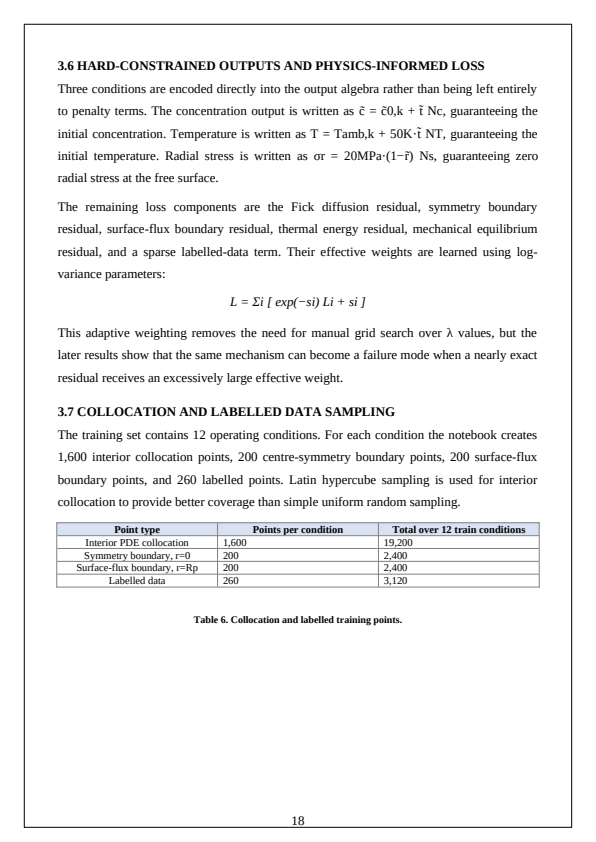 3.6 HARD-CONSTRAINED OUTPUTS AND PHYSICS-INFORMED LOSS
Three conditions are encoded directly into the output algebra rather than being left entirely
to penalty terms. The concentration output is written as c̃ = c̃0,k + t̃ Nc, guaranteeing the
initial concentration. Temperature is written as T = Tamb,k + 50K·t̃ NT, guaranteeing the
initial temperature. Radial stress is written as σr = 20MPa·(1−r̃) Ns, guaranteeing zero
radial stress at the free surface.
The remaining loss components are the Fick diffusion residual, symmetry boundary
residual, surface-flux boundary residual, thermal energy residual, mechanical equilibrium
residual, and a sparse labelled-data term. Their effective weights are learned using log-
variance parameters:
L = Σi [ exp(−si) Li + si ]
This adaptive weighting removes the need for manual grid search over λ values, but the
later results show that the same mechanism can become a failure mode when a nearly exact
residual receives an excessively large effective weight.
3.7 COLLOCATION AND LABELLED DATA SAMPLING
The training set contains 12 operating conditions. For each condition the notebook creates
1,600 interior collocation points, 200 centre-symmetry boundary points, 200 surface-flux
boundary points, and 260 labelled points. Latin hypercube sampling is used for interior
collocation to provide better coverage than simple uniform random sampling.
Point type Points per condition Total over 12 train conditions
Interior PDE collocation 1,600 19,200
Symmetry boundary, r=0 200 2,400
Surface-flux boundary, r=Rp 200 2,400
Labelled data 260 3,120
Table 6. Collocation and labelled training points.
18